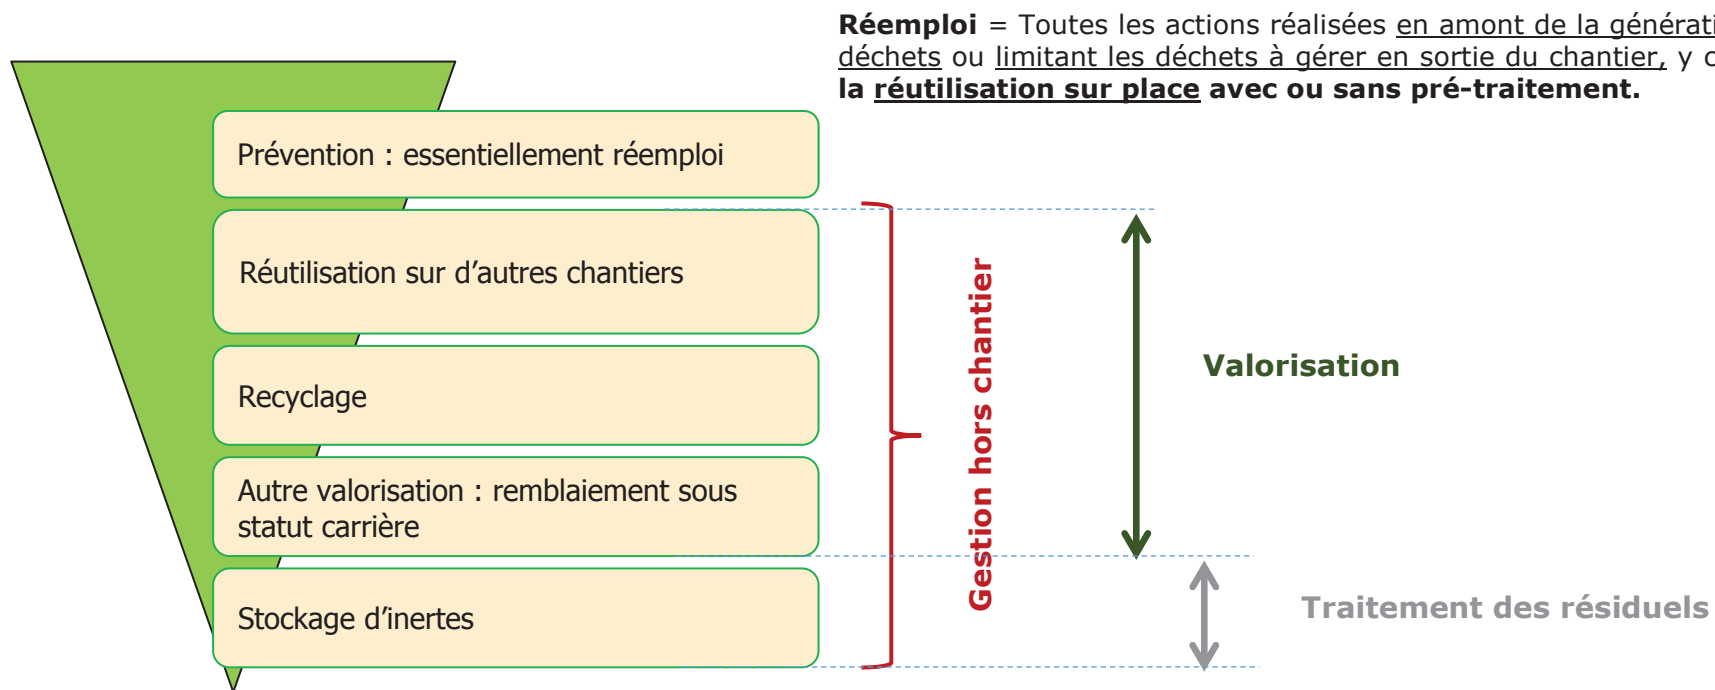 Réemploi = Toutes les actions réalisées en amont de la générati
déchets ou limitant les déchets à gérer en sortie du chantier, y
la réutilisation sur place avec ou sans pré-traitement.
Prévention : essentiellement réemploi
Réutilisation sur d’autres chantiers
Recyclage
Autre valorisation : remblaiement sous
statut carrière
Stockage d’inertes
Gestion hors chantier
Valorisation
Traitement des résiduels